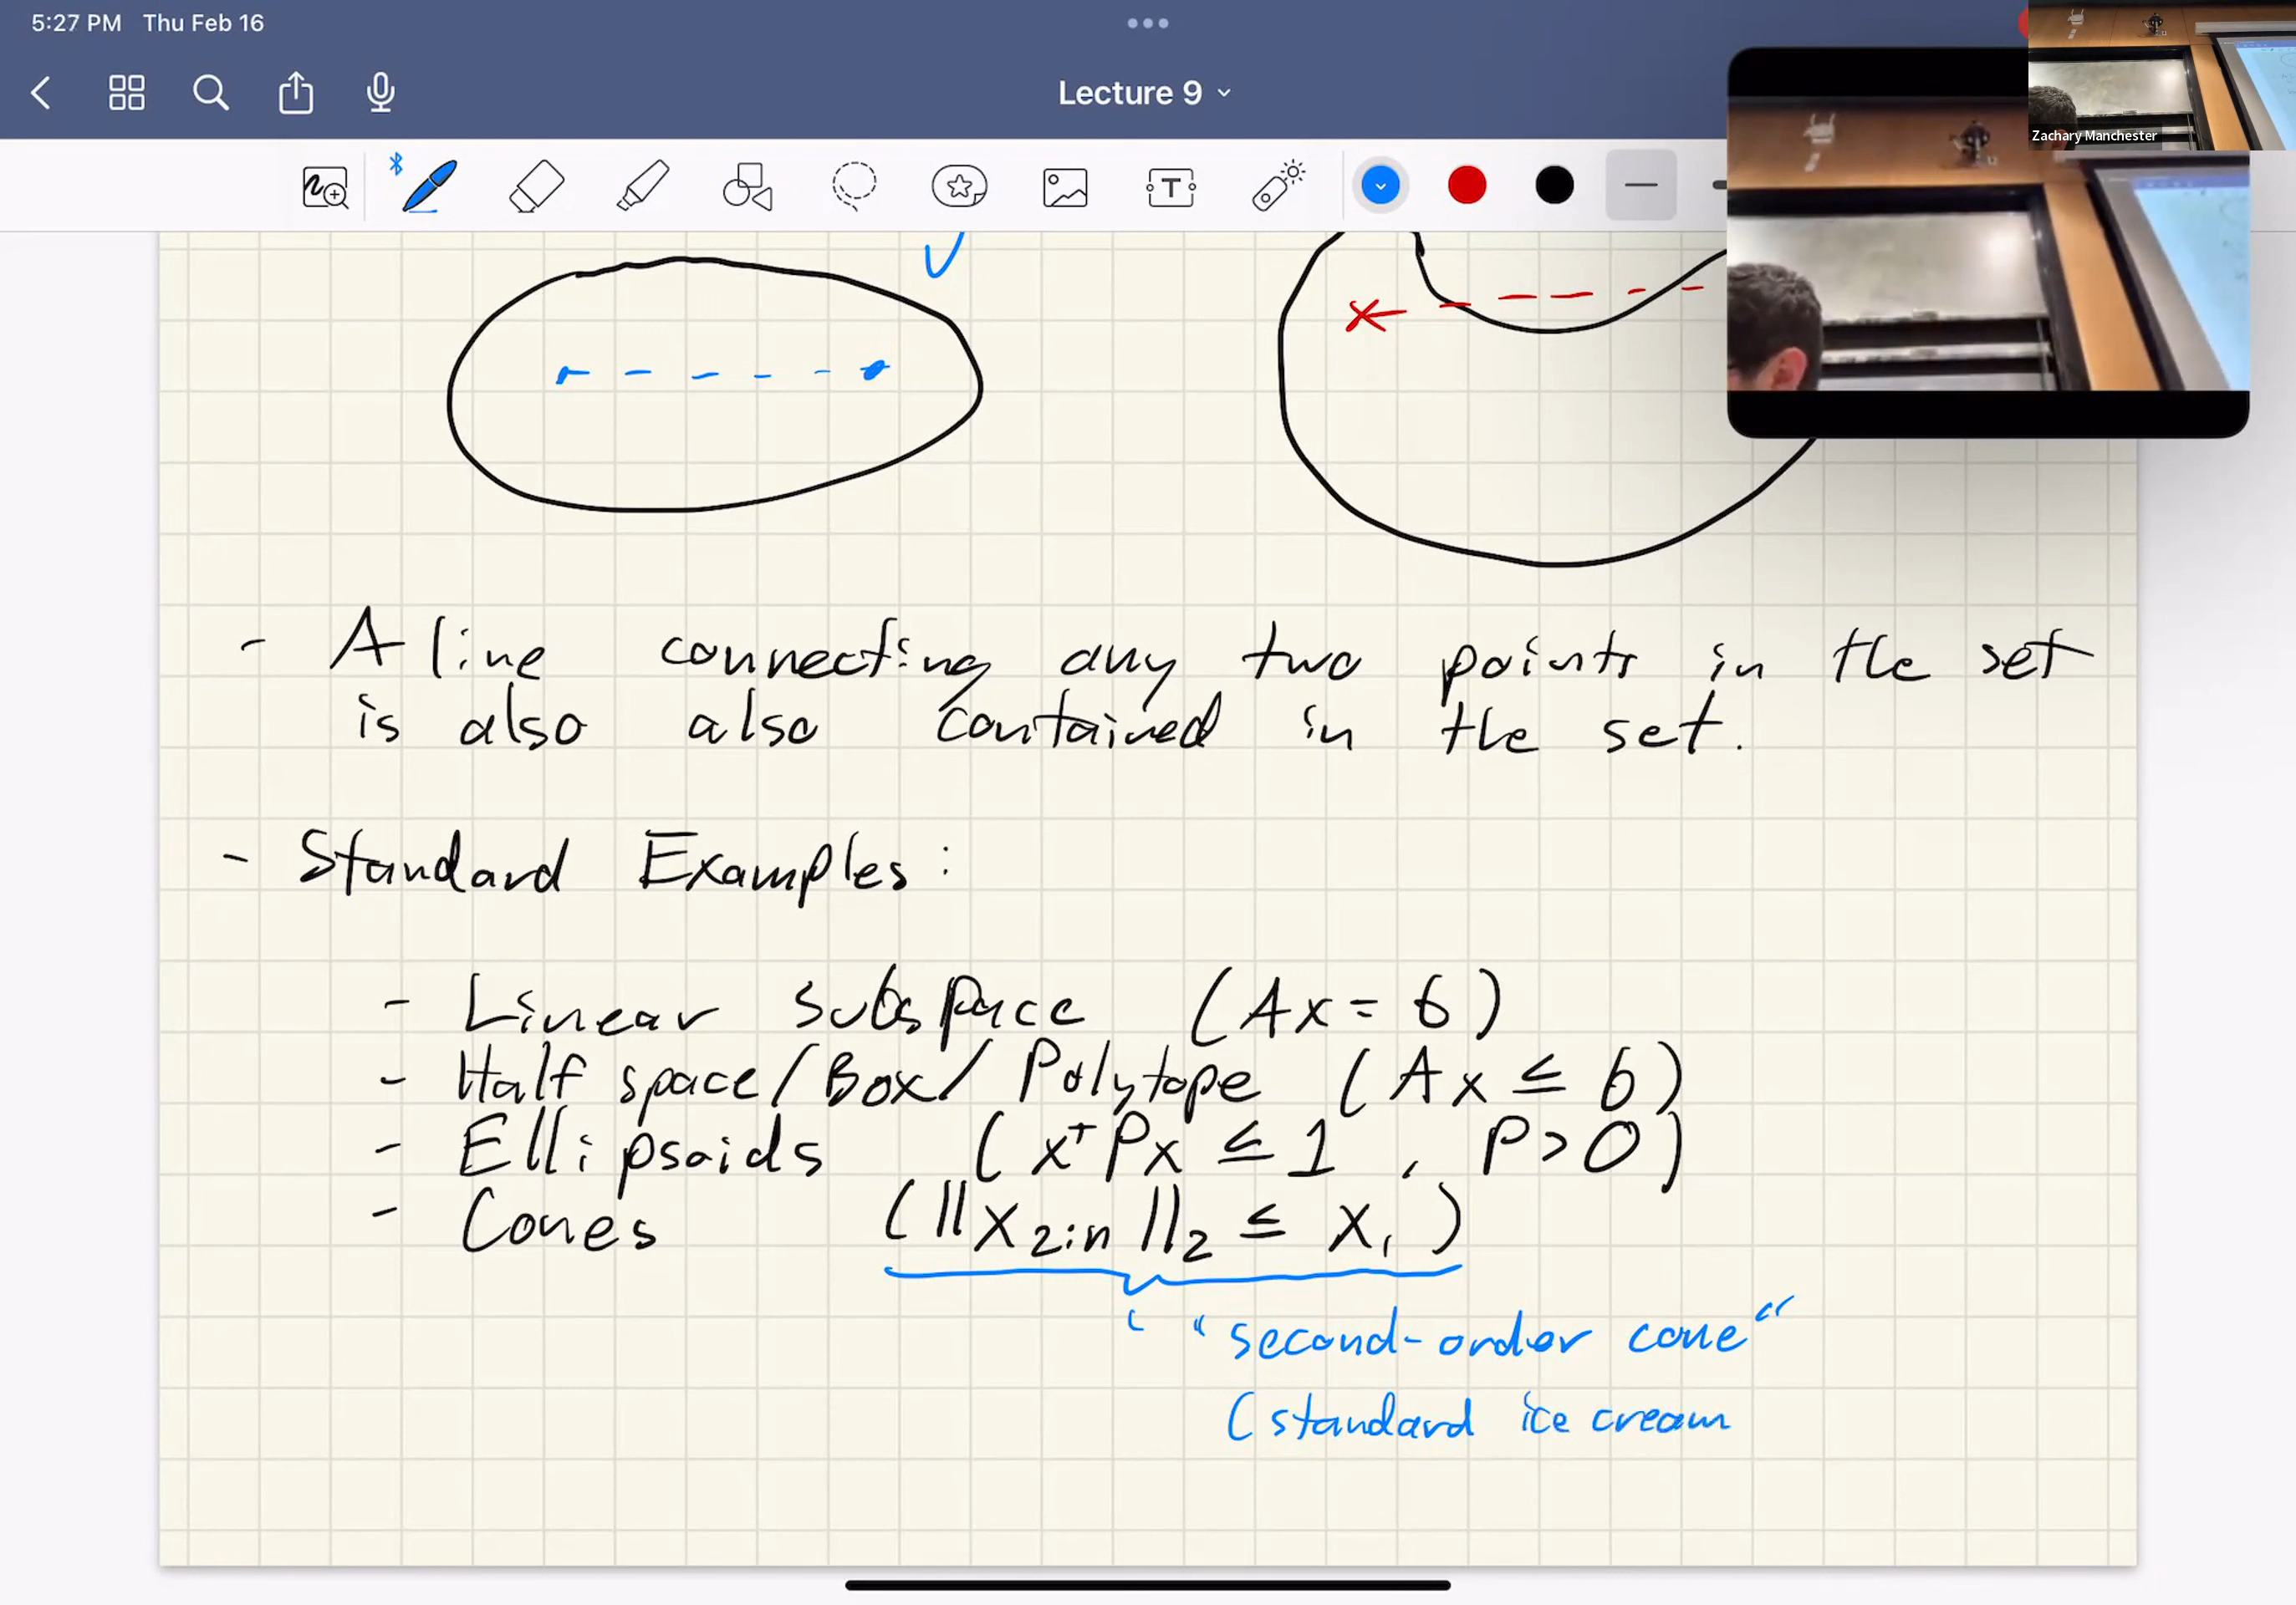 5:27 PM Thu Feb 16
Lecture 9
Zachary Manchester
- A line connecting any two points in the set
is also also contained in the set.
- Standard Examples:
- Linear subspace (Ax = b)
- Half space/Box/Polytope (Ax ≤ b)
- Ellipsoids (xᵀPx ≤ 1, P>0)
- Cones (||x₂:ₙ||₂ ≤ x₁)
"second-order cone"
(standard ice cream